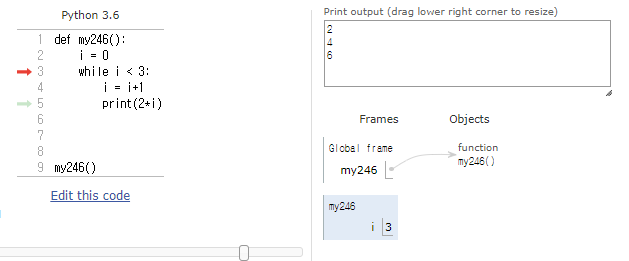 Python 3.6
1 def my246():
2 i = 0
3 while i < 3:
4 i = i+1
5 print(2*i)
6
7
8
9 my246()
Edit this code
Print output (drag lower right corner to resize)
2
4
6
Frames Objects
Global frame
my246
function
my246()
my246
i 3